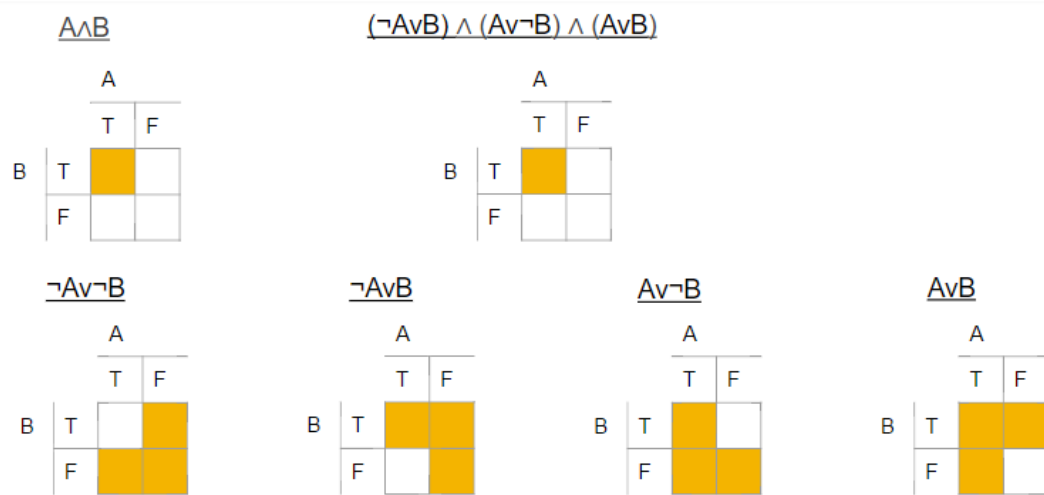 A∧B (¬AvB) ∧ (Av¬B) ∧ (AvB)
A A
T F T F
B T B T
F F
¬Av¬B ¬AvB Av¬B AvB
A A A A
T F T F T F T F
B T B T B T B T
F F F F